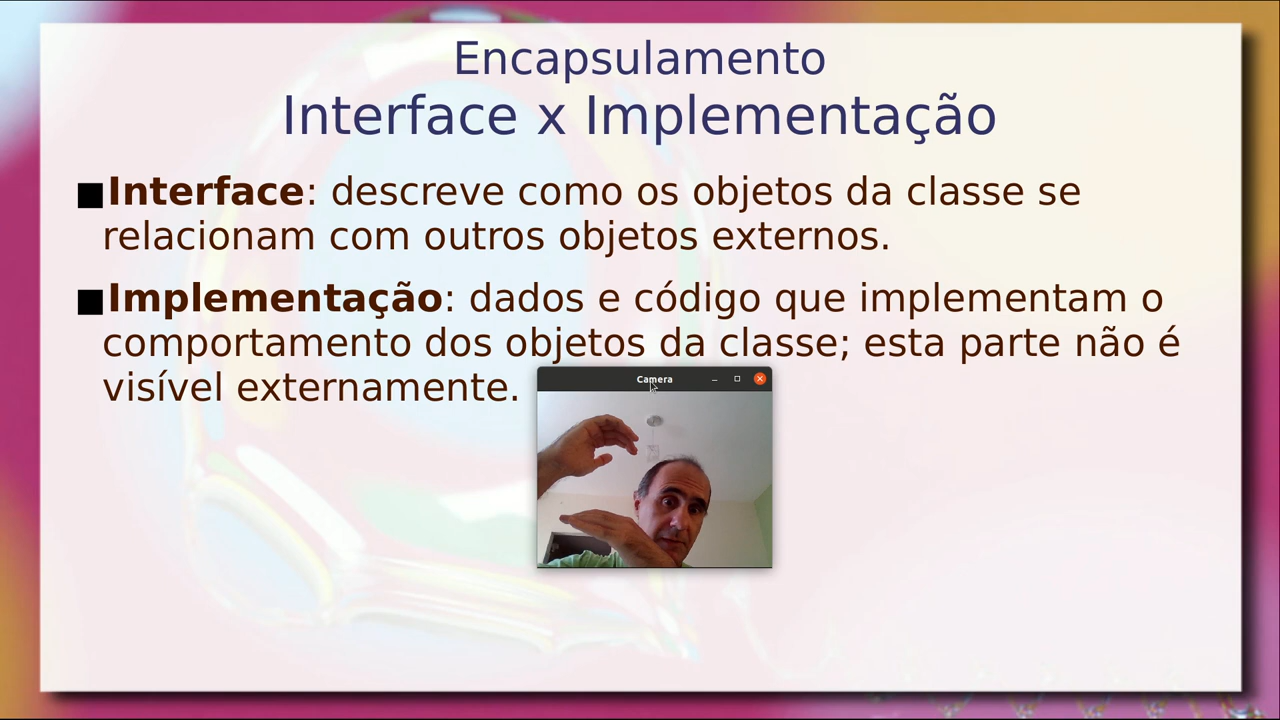 Encapsulamento
Interface x Implementação
■Interface: descreve como os objetos da classe se
relacionam com outros objetos externos.
■Implementação: dados e código que implementam o
comportamento dos objetos da classe; esta parte não é
visível externamente.
Camera